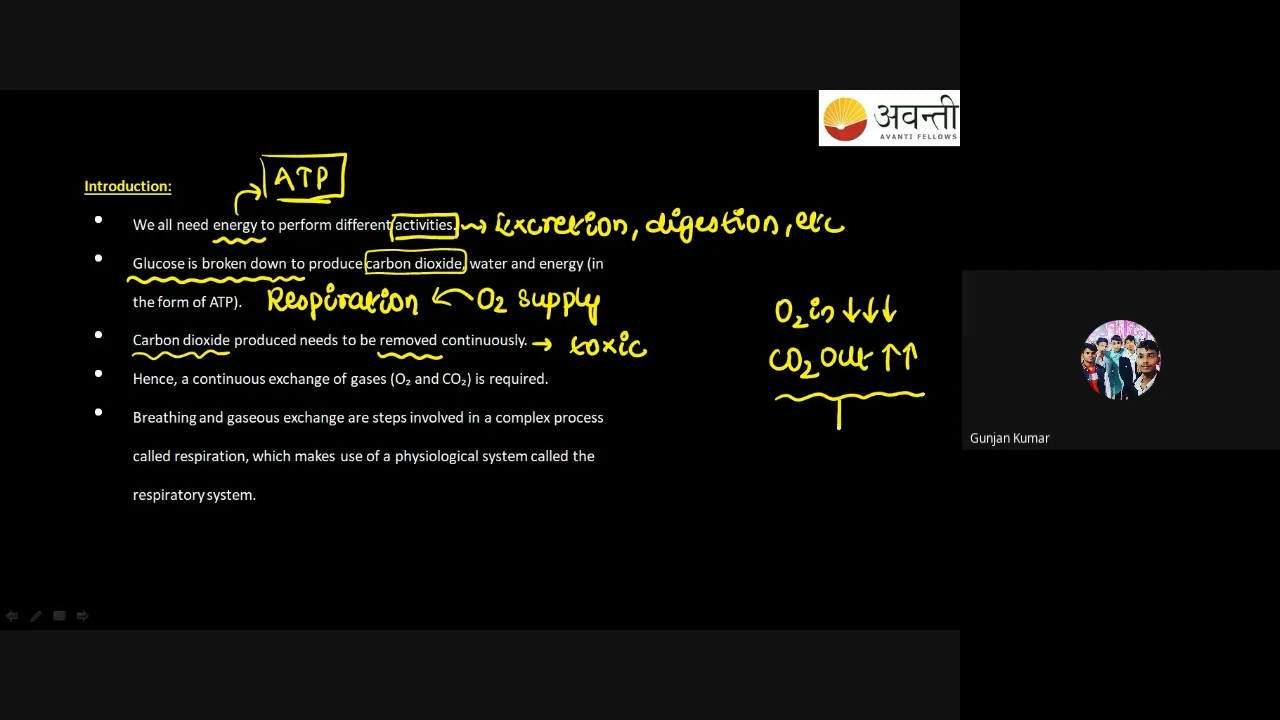 अवन्ती
AVANTI FELLOWS
ATP
Introduction:
• We all need energy to perform different activities. → Excretion, digestion, etc
• Glucose is broken down to produce carbon dioxide, water and energy (in
the form of ATP). Respiration ← O2 supply
O2 in ↓↓↓
• Carbon dioxide produced needs to be removed continuously. → toxic
CO2 out ↑↑
• Hence, a continuous exchange of gases (O₂ and CO₂) is required.
• Breathing and gaseous exchange are steps involved in a complex process
called respiration, which makes use of a physiological system called the
respiratory system.
Gunjan Kumar